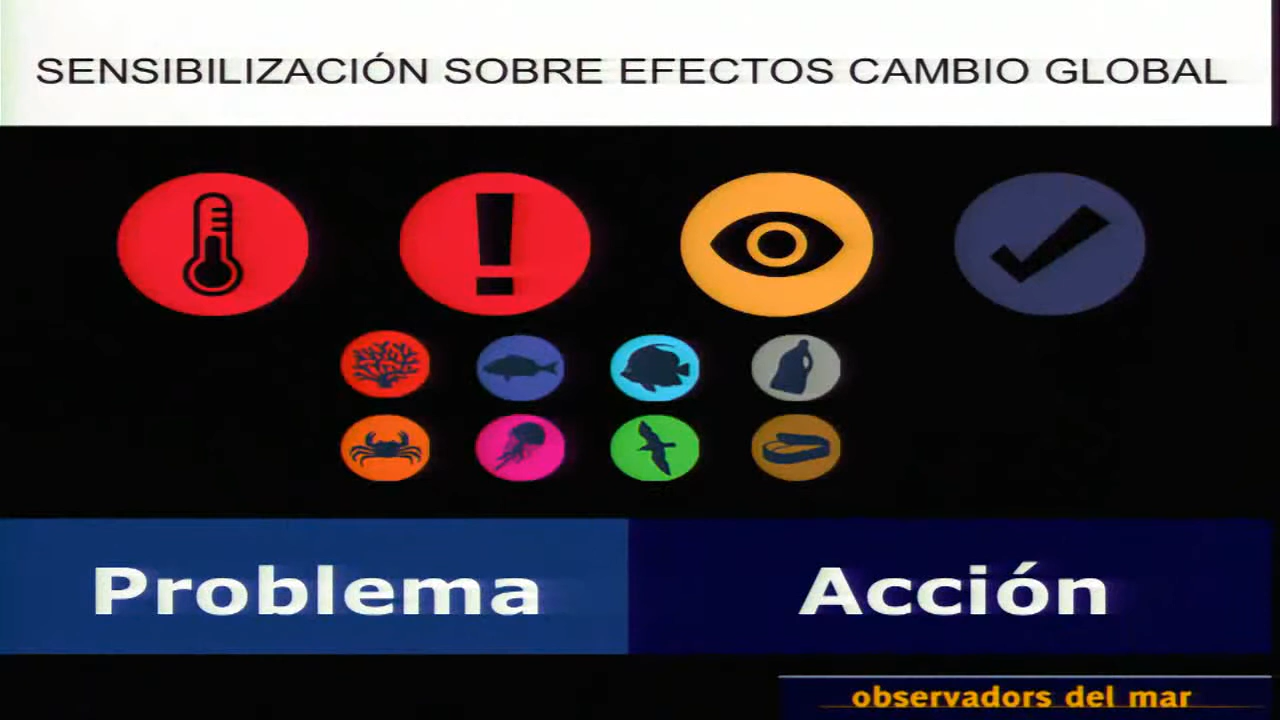 SENSIBILIZACIÓN SOBRE EFECTOS CAMBIO GLOBAL
Problema
Acción
observadors del mar